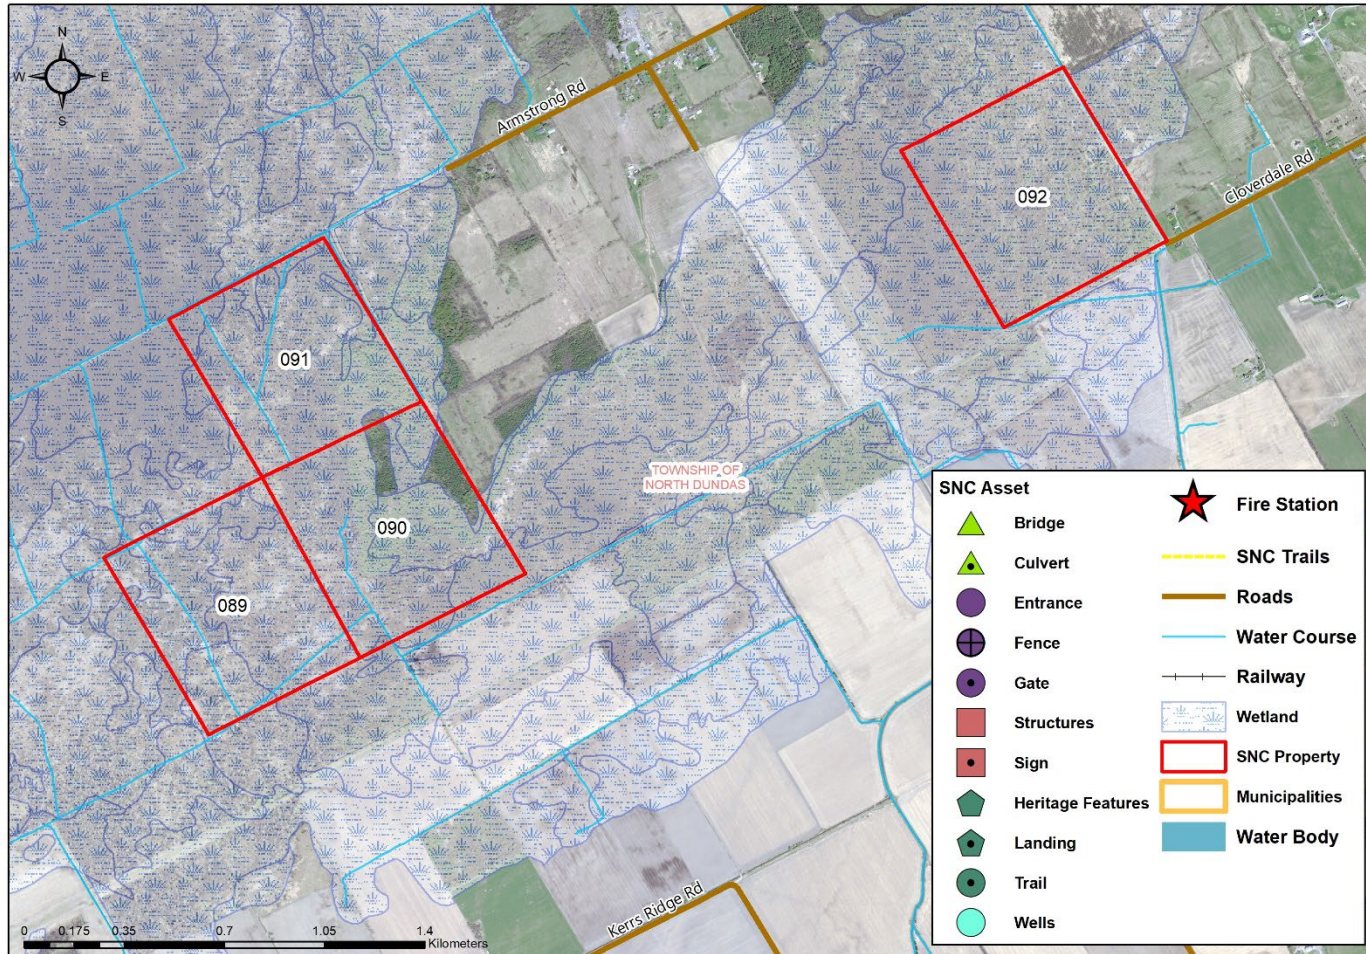 N
W E
S
Armstrong Rd
092
Cloverdale Rd
091
TOWNSHIP OF
NORTH DUNDAS
090
089
Kerrs Ridge Rd
0 0.175 0.35 0.7 1.05 1.4
Kilometers
SNC Asset
Bridge
Culvert
Entrance
Fence
Gate
Structures
Sign
Heritage Features
Landing
Trail
Wells
Fire Station
SNC Trails
Roads
Water Course
Railway
Wetland
SNC Property
Municipalities
Water Body